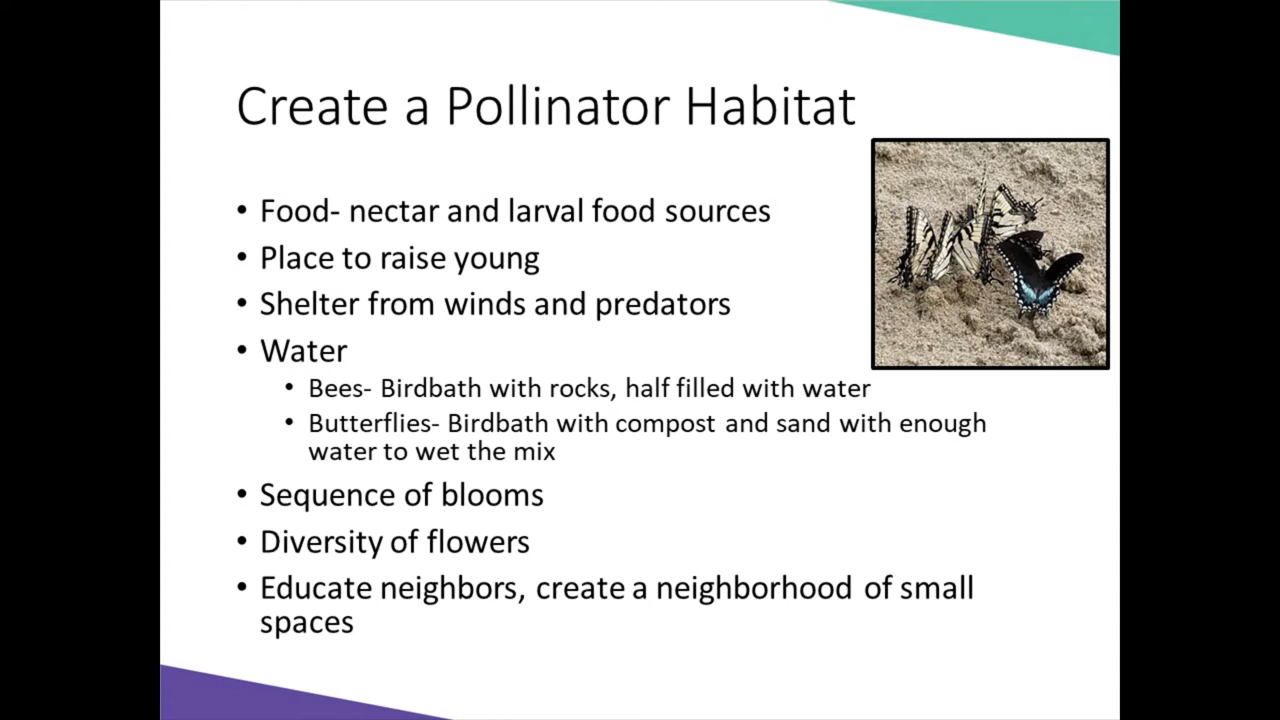 Create a Pollinator Habitat
• Food- nectar and larval food sources
• Place to raise young
• Shelter from winds and predators
• Water
• Bees- Birdbath with rocks, half filled with water
• Butterflies- Birdbath with compost and sand with enough
water to wet the mix
• Sequence of blooms
• Diversity of flowers
• Educate neighbors, create a neighborhood of small
spaces